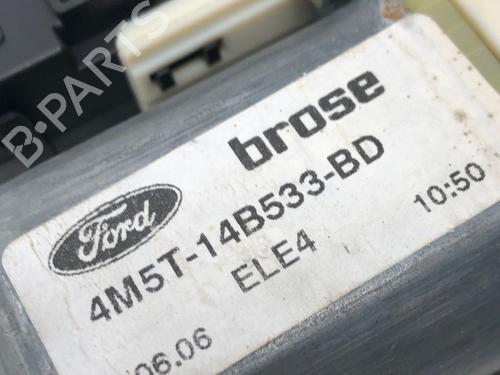 B-PARTS
brose
Ford
4M5T-14B533-BD
ELE4
10:50
06.06